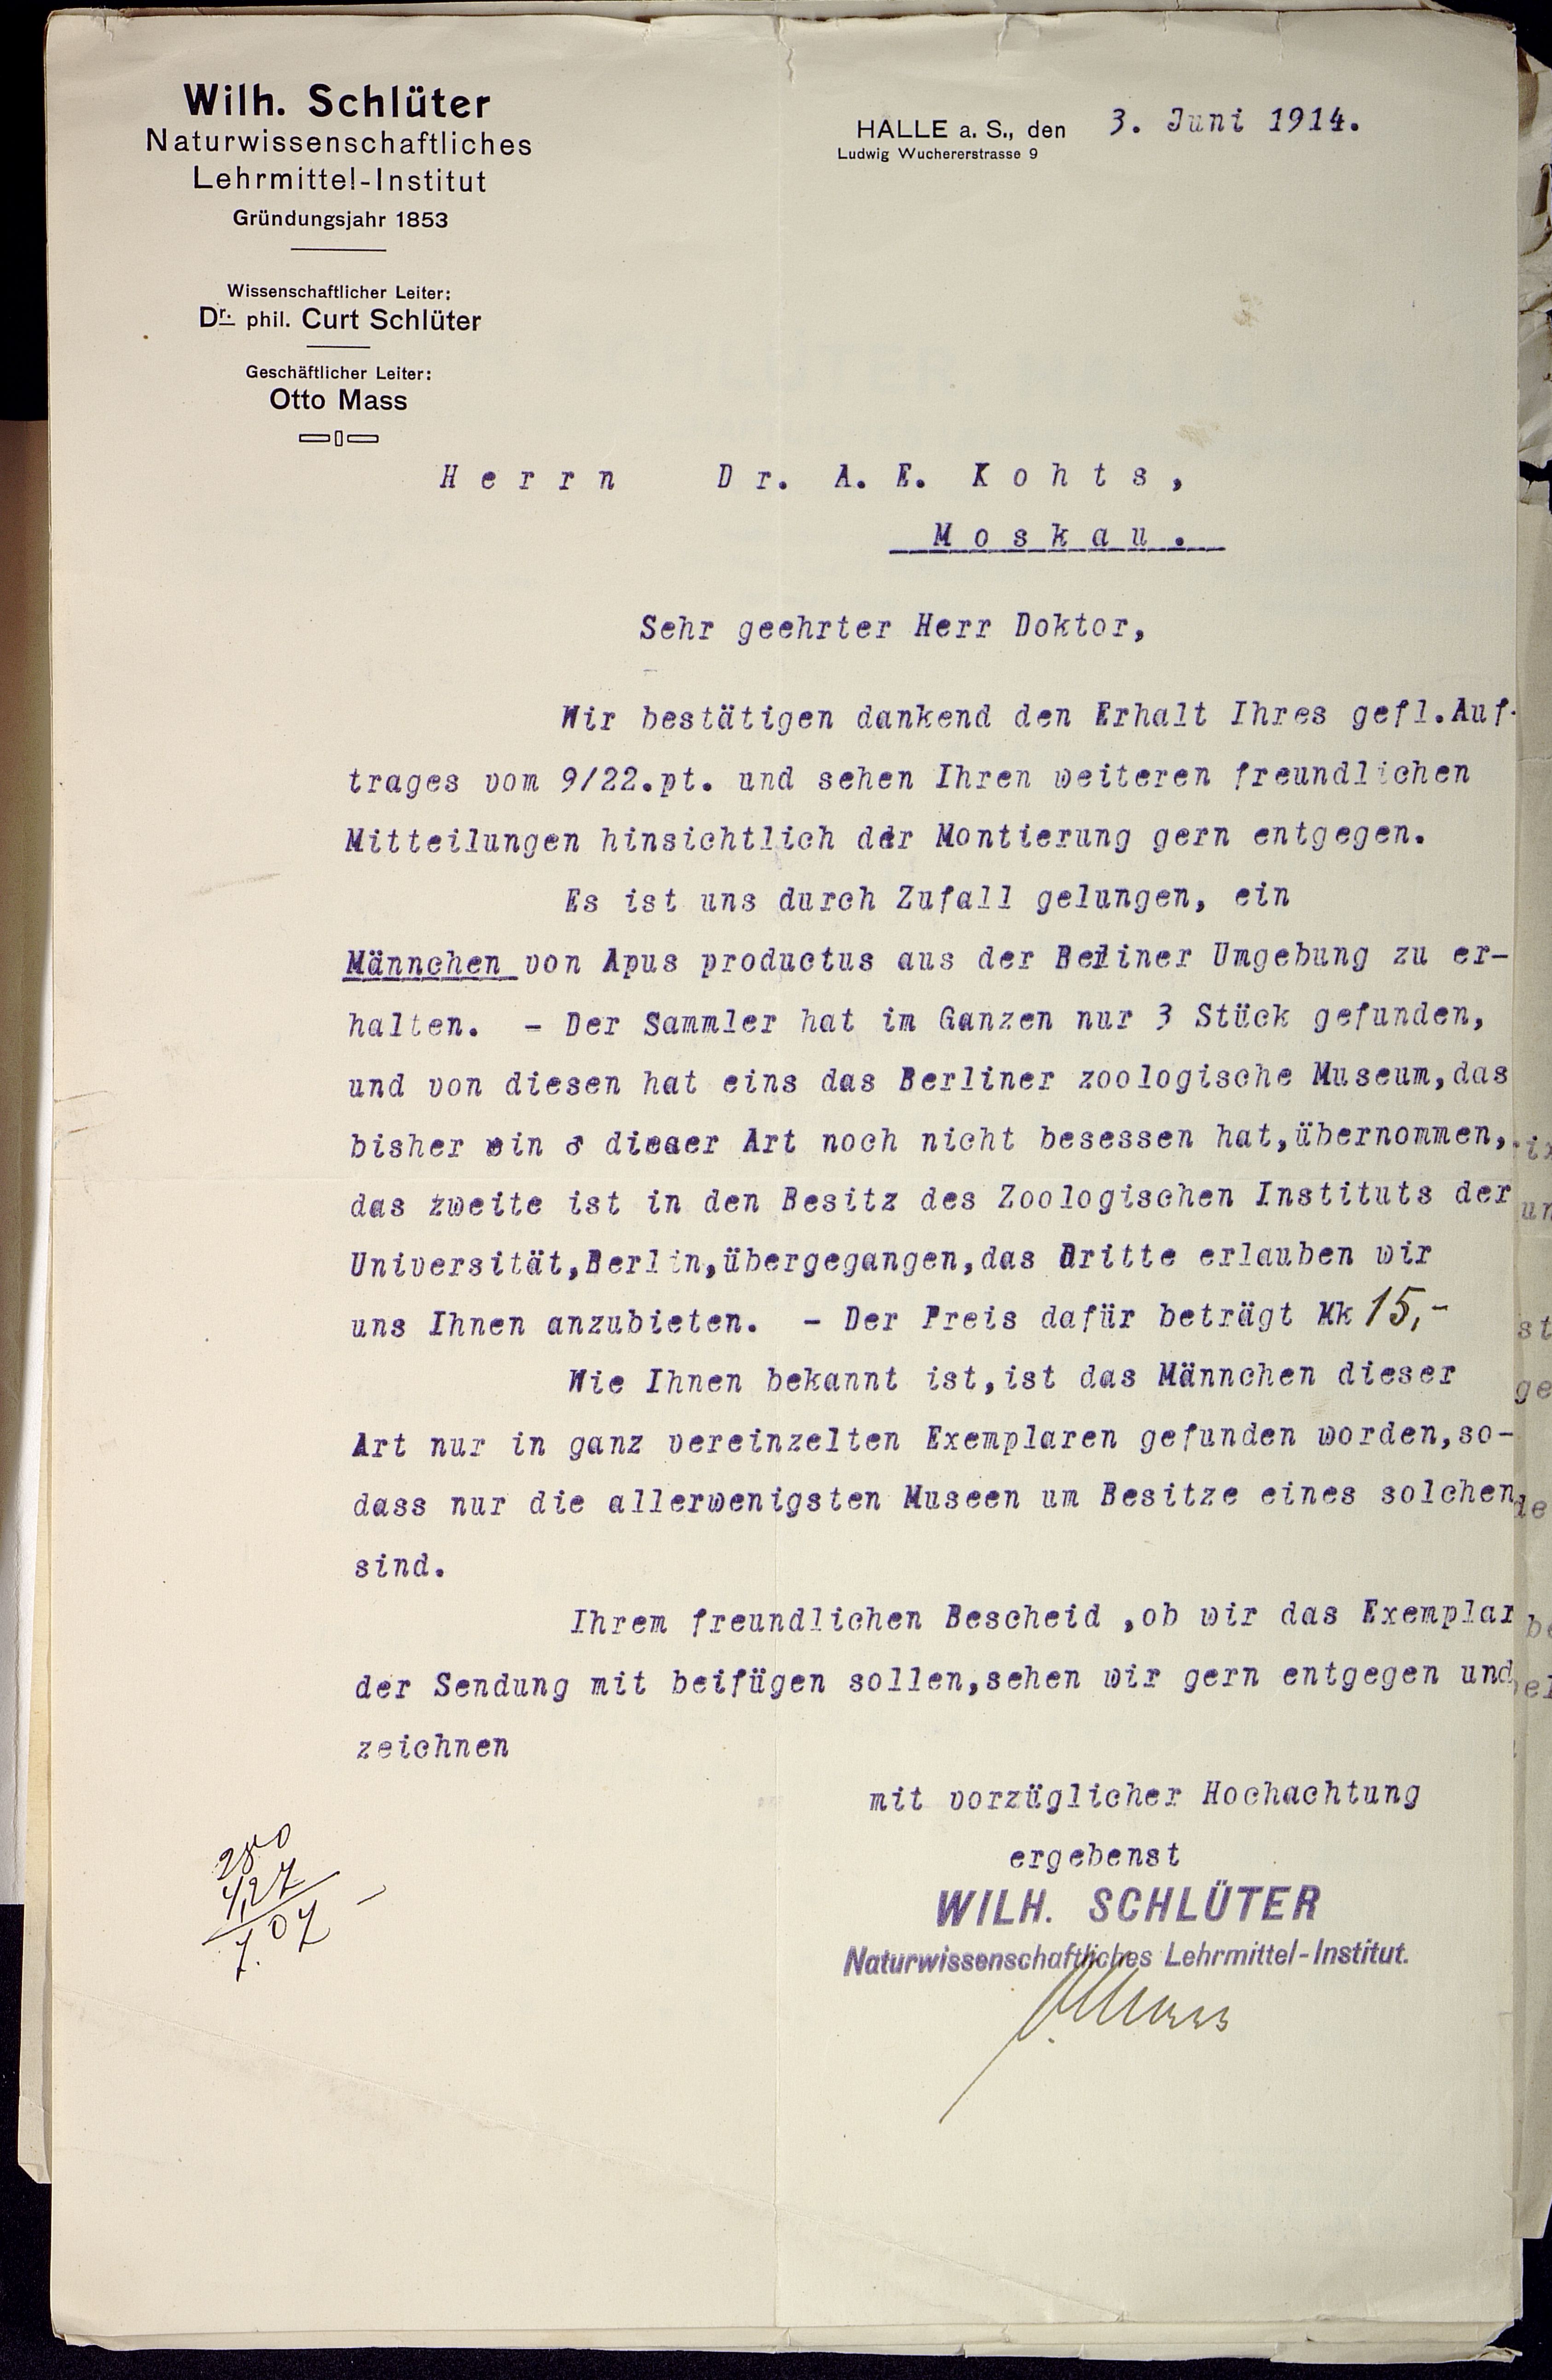 Wilh. Schlüter
Naturwissenschaftliches
Lehrmittel-Institut
Gründungsjahr 1853
Wissenschaftlicher Leiter:
Dr. phil. Curt Schlüter
Geschäftlicher Leiter:
Otto Mass
HALLE a. S., den 3. Juni 1914.
Ludwig Wuchererstrasse 9
Herrn Dr. A. E. Kohts,
Moskau.
Sehr geehrter Herr Doktor,
Wir bestätigen dankend den Erhalt Ihres gefl.Auf-
trages vom 9/22.pt. und sehen Ihren weiteren freundlichen
Mitteilungen hinsichtlich der Montierung gern entgegen.
Es ist uns durch Zufall gelungen, ein
Männchen von Apus productus aus der Berliner Umgebung zu er-
halten. - Der Sammler hat im Ganzen nur 3 Stück gefunden,
und von diesen hat eins das Berliner zoologische Museum,das
bisher ein ♂ dieser Art noch nicht besessen hat,übernommen,
das zweite ist in den Besitz des Zoologischen Instituts der
Universität,Berlin,übergegangen,das Dritte erlauben wir
uns Ihnen anzubieten. - Der Preis dafür beträgt Mk 15,-
Wie Ihnen bekannt ist,ist das Männchen dieser
Art nur in ganz vereinzelten Exemplaren gefunden worden,so-
dass nur die allerwenigsten Museen um Besitze eines solchen
sind.
Ihrem freundlichen Bescheid ,ob wir das Exemplar
der Sendung mit beifügen sollen,sehen wir gern entgegen und
zeichnen
mit vorzüglicher Hochachtung
ergebenst
WILH. SCHLÜTER
Naturwissenschaftliches Lehrmittel-Institut.
O Mass
280
4,27
7.07